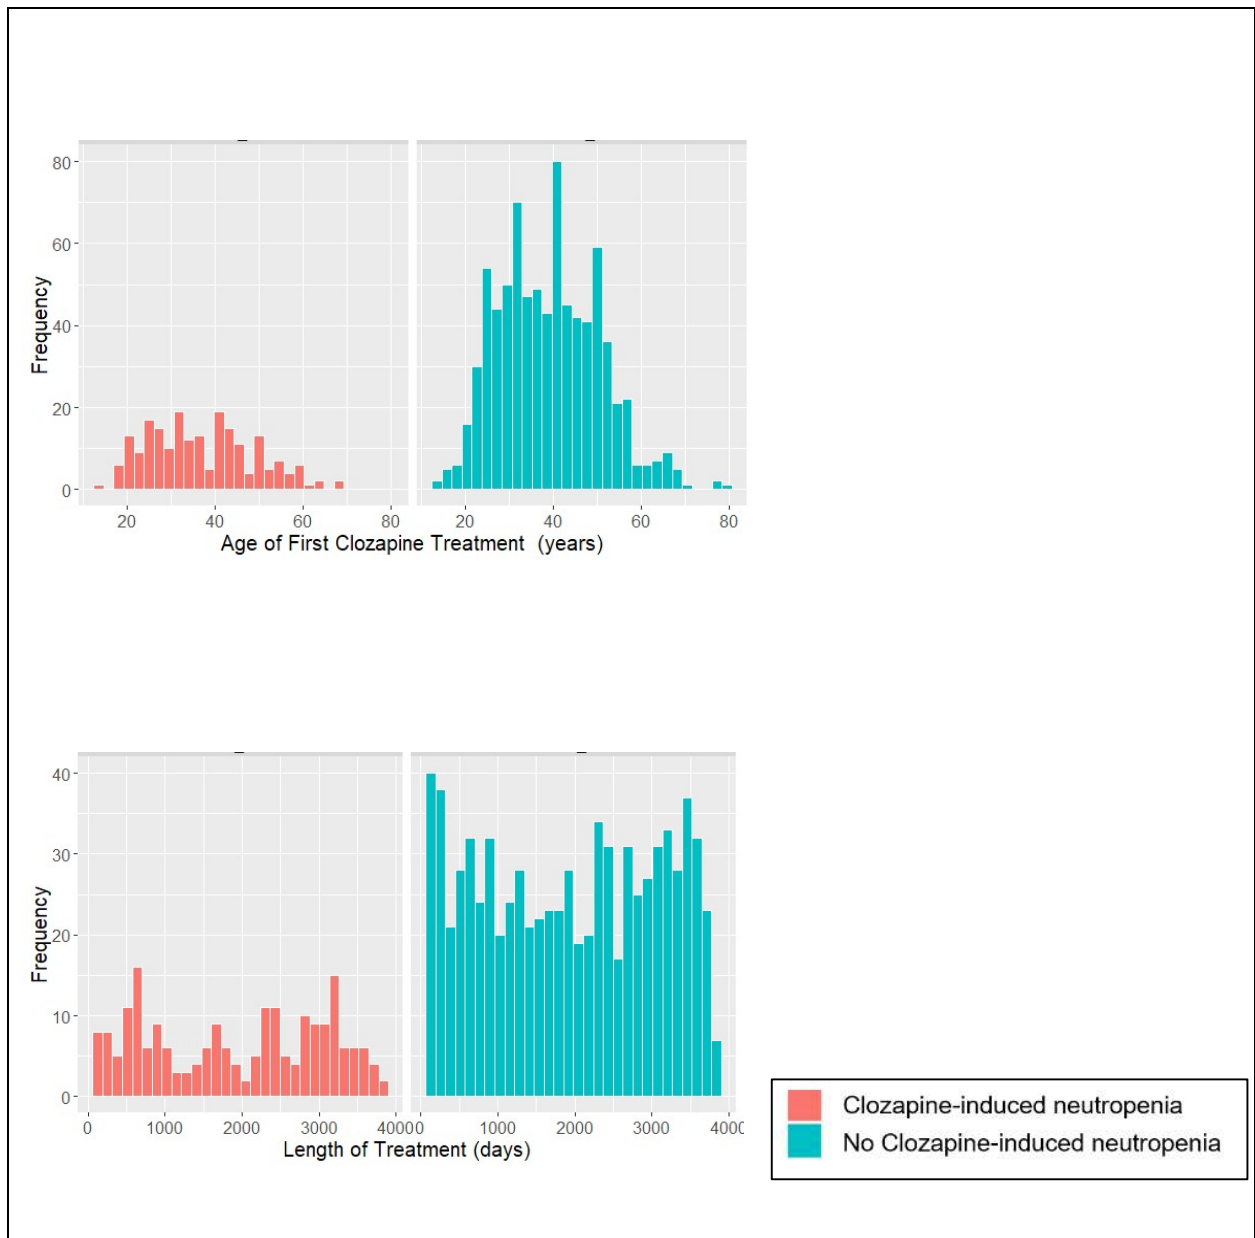 80
60
40
20
0
Frequency
20 40 60 80 20 40 60 80
Age of First Clozapine Treatment (years)
40
30
20
10
0
Frequency
0 1000 2000 3000 4000 0 1000 2000 3000 400
Length of Treatment (days)
Clozapine-induced neutropenia
No Clozapine-induced neutropenia